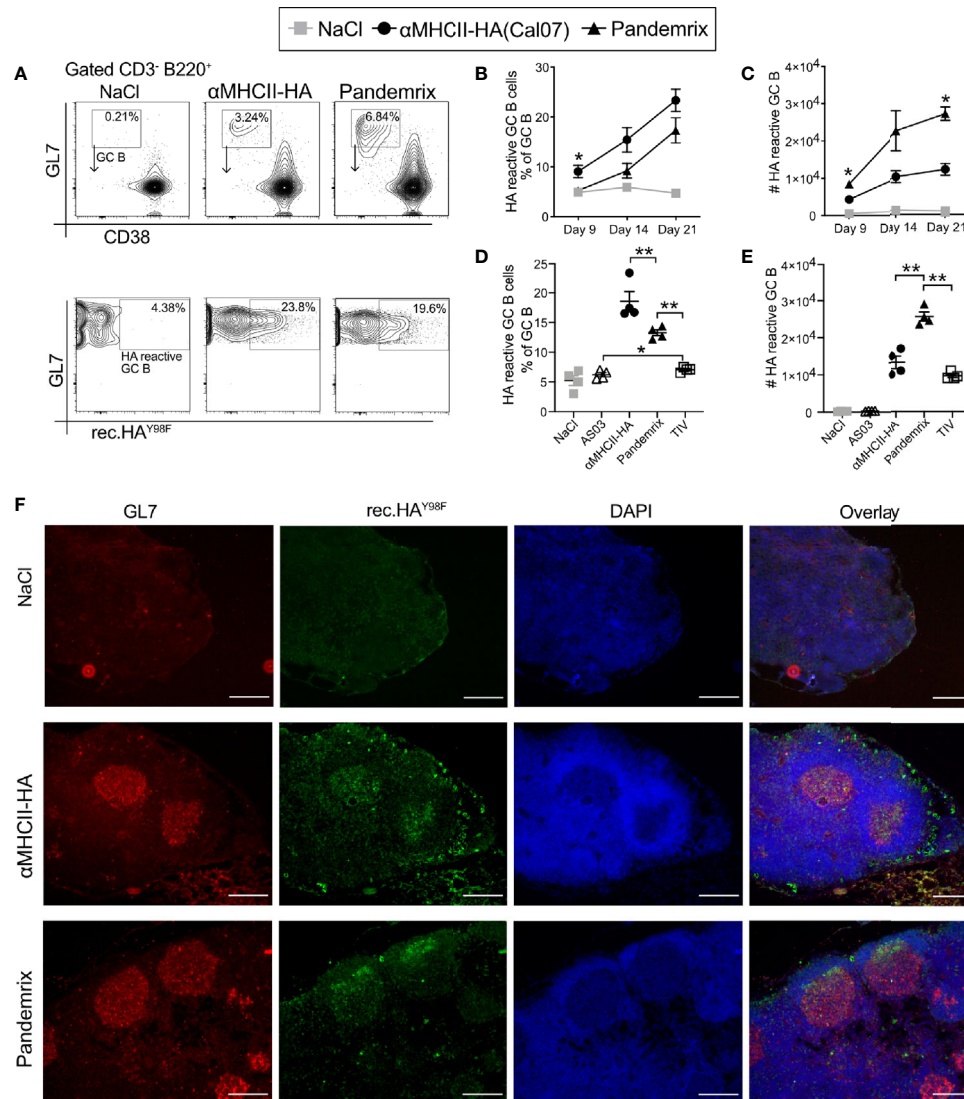 NaCl αMHCII-HA(Cal07) Pandemrix
A
Gated CD3⁻ B220⁺
NaCl αMHCII-HA Pandemrix
0.21% 3.24% 6.84%
GC B
GL7
CD38
4.38% 23.8% 19.6%
HA reactive
GC B
GL7
rec.HAʸ⁹⁸ꟳ
B
HA reactive GC B cells
% of GC B
30
20
10
0
*
Day 9 Day 14 Day 21
C
# HA reactive GC B
4×10⁴
3×10⁴
2×10⁴
1×10⁴
0
*
*
Day 9 Day 14 Day 21
D
HA reactive GC B cells
% of GC B
25
20
15
10
5
0
**
**
*
NaCl
AS03
αMHCII-HA
Pandemrix
TIV
E
# HA reactive GC B
4×10⁴
3×10⁴
2×10⁴
1×10⁴
0
** **
NaCl
AS03
αMHCII-HA
Pandemrix
TIV
F
GL7 rec.HAʸ⁹⁸ꟳ DAPI Overlay
NaCl
αMHCII-HA
Pandemrix